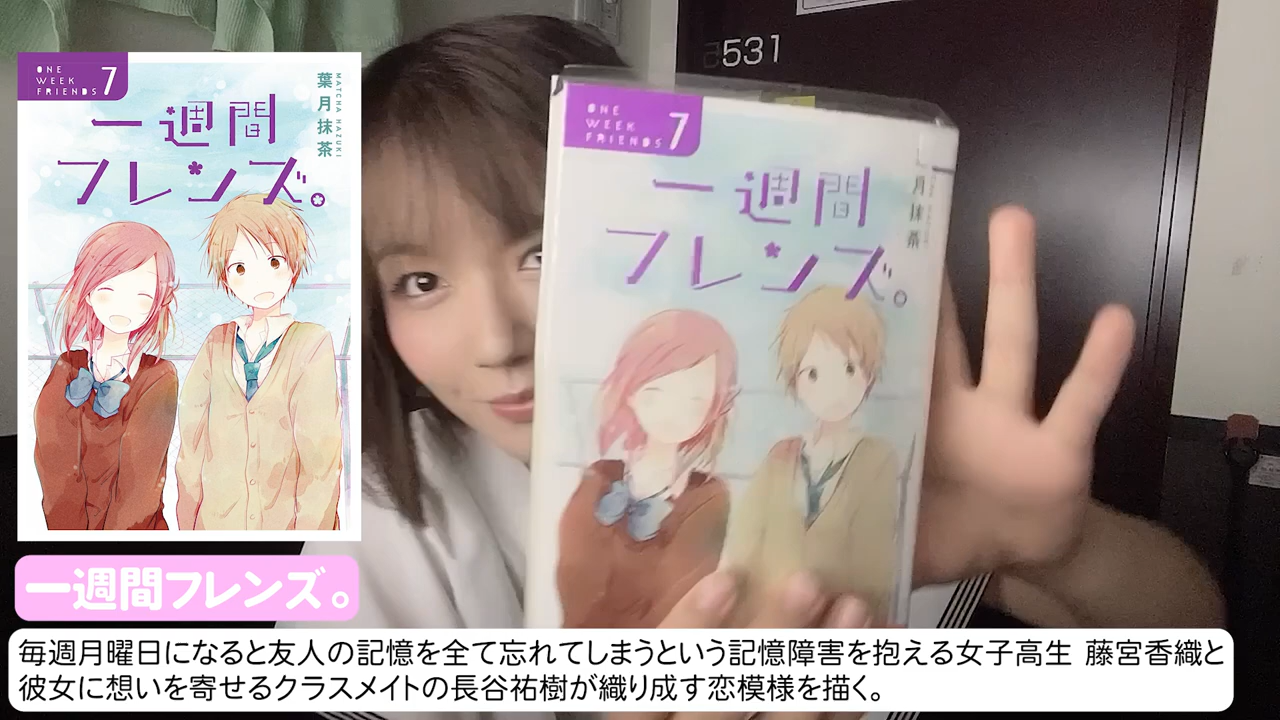 ONE
WEEK
FRIENDS
7
一週間
フレンズ。
葉月抹茶
MATCHA HAZUKI
531
ONE
WEEK
FRIENDS
7
一週間
フレンズ。
月抹茶
一週間フレンズ。
毎週月曜日になると友人の記憶を全て忘れてしまうという記憶障害を抱える女子高生 藤宮香織と
彼女に想いを寄せるクラスメイトの長谷祐樹が織り成す恋模様を描く。